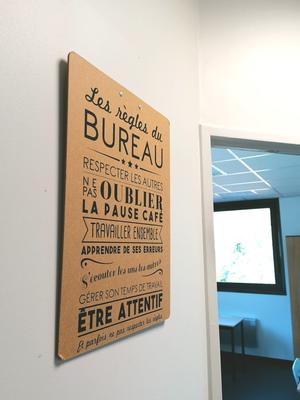 Les règles du
BUREAU
RESPECTER LES AUTRES
NE PAS OUBLIER
LA PAUSE CAFÉ
TRAVAILLER ENSEMBLE
APPRENDRE DE SES ERREURS
S'écouter les uns les autres
GÉRER SON TEMPS DE TRAVAIL
ÊTRE ATTENTIF
Et parfois ne pas respecter les règles